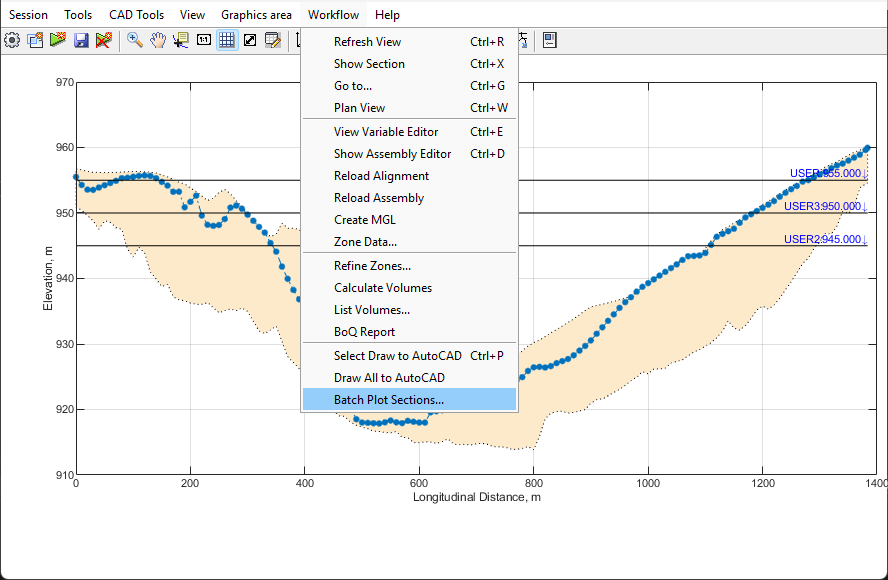 Session Tools CAD Tools View Graphics area Workflow Help
1:1
Refresh View Ctrl+R
Show Section Ctrl+X
Go to... Ctrl+G
Plan View Ctrl+W
View Variable Editor Ctrl+E
Show Assembly Editor Ctrl+D
Reload Alignment
Reload Assembly
Create MGL
Zone Data...
Refine Zones...
Calculate Volumes
List Volumes...
BoQ Report
Select Draw to AutoCAD Ctrl+P
Draw All to AutoCAD
Batch Plot Sections...
970
960
950
940
930
920
910
Elevation, m
955.000↓
USER3:950.000↓
USER2:945.000↓
0 200 400 600 800 1000 1200 1400
Longitudinal Distance, m